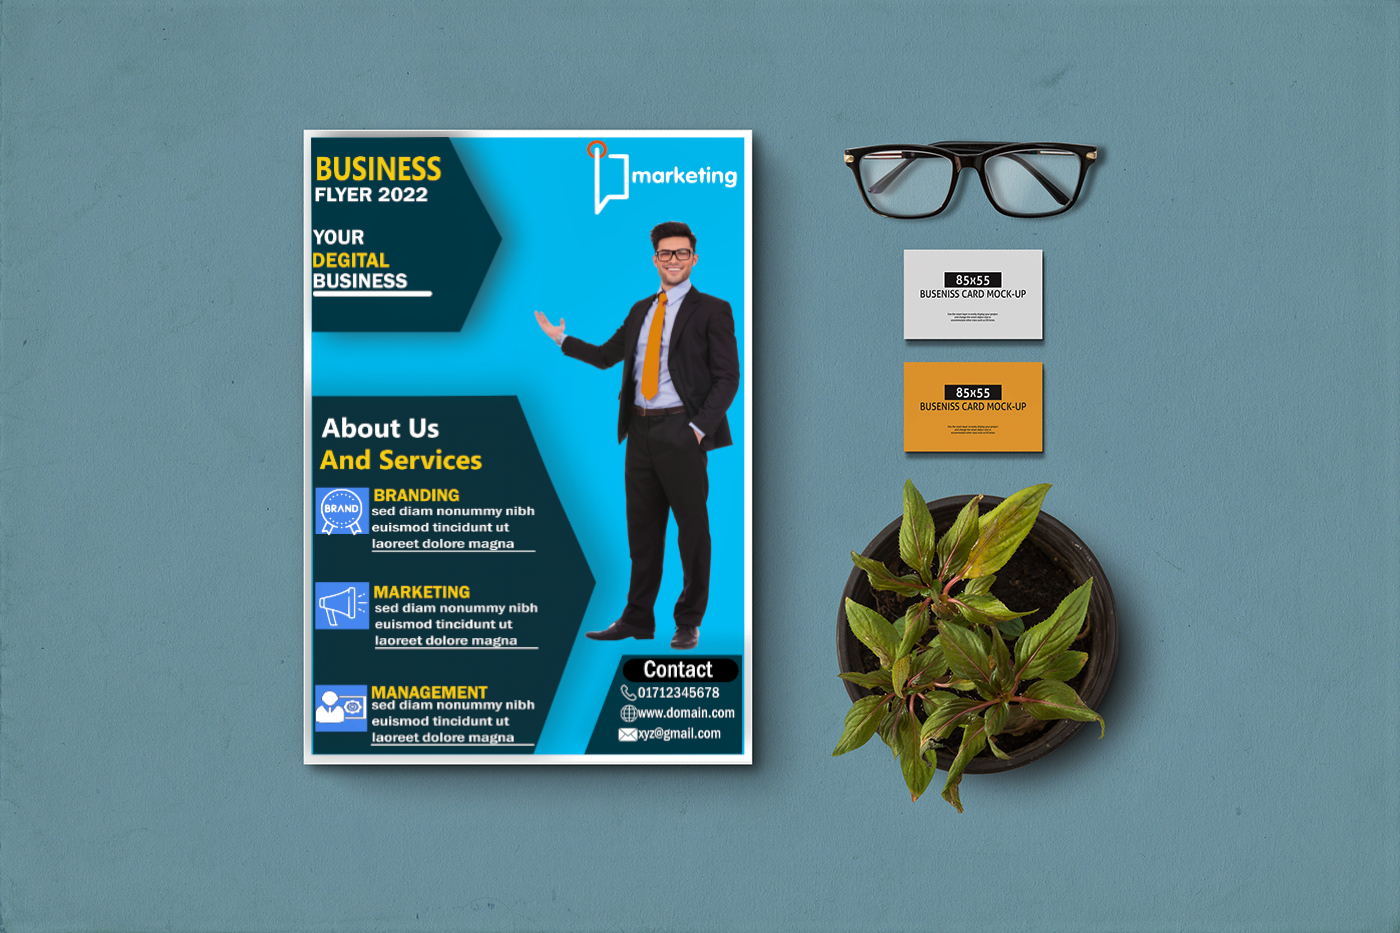 BUSINESS
FLYER 2022
YOUR
DEGITAL
BUSINESS
marketing
About Us
And Services
BRAND
BRANDING
sed diam nonummy nibh
euismod tincidunt ut
laoreet dolore magna
MARKETING
sed diam nonummy nibh
euismod tincidunt ut
laoreet dolore magna
MANAGEMENT
sed diam nonummy nibh
euismod tincidunt ut
laoreet dolore magna
Contact
01712345678
www.domain.com
xyz@gmail.com
85x55
BUSENISS CARD MOCK-UP
85x55
BUSENISS CARD MOCK-UP